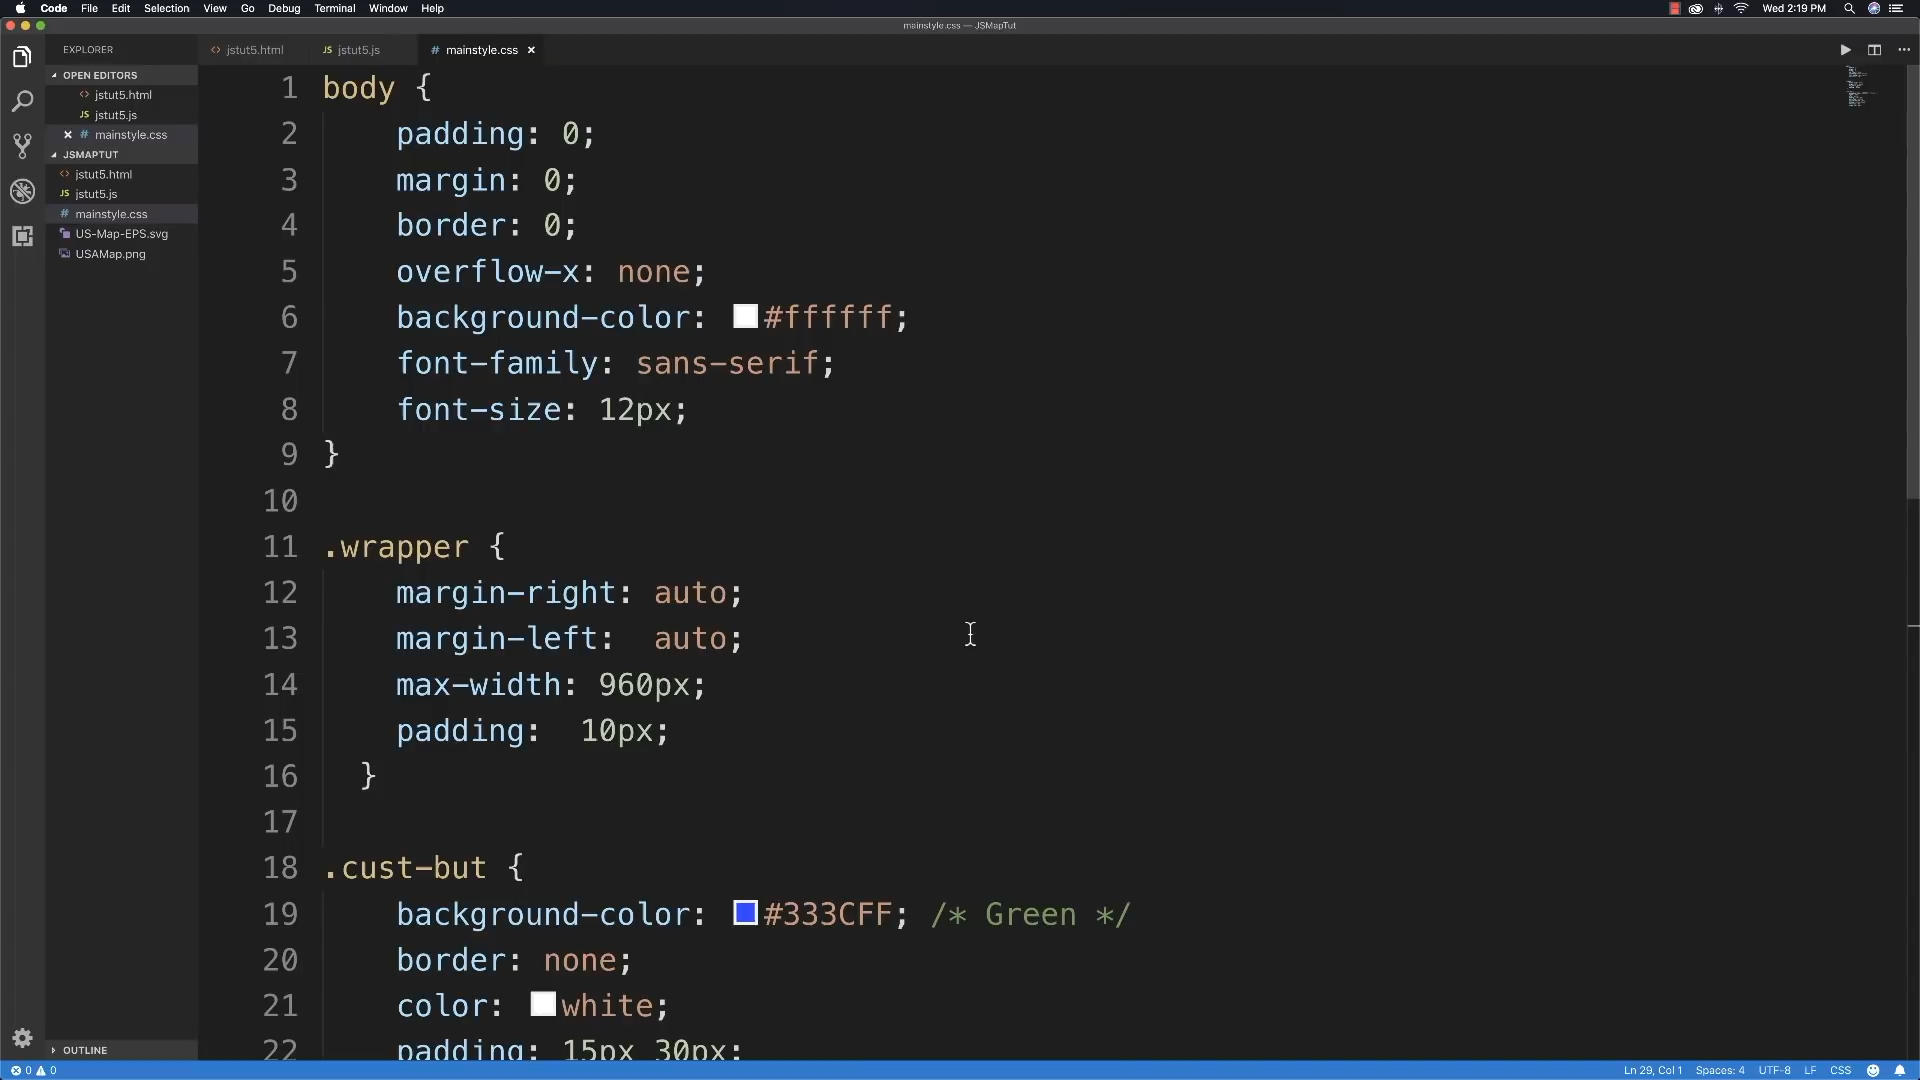 Code File Edit Selection View Go Debug Terminal Window Help Wed 2:19 PM
mainstyle.css — JSMapTut
EXPLORER
OPEN EDITORS
<> jstut5.html
JS jstut5.js
× # mainstyle.css
JSMAPTUT
<> jstut5.html
JS jstut5.js
# mainstyle.css
US-Map-EPS.svg
USAMap.png
OUTLINE
<> jstut5.html JS jstut5.js # mainstyle.css ×
1 body {
2 padding: 0;
3 margin: 0;
4 border: 0;
5 overflow-x: none;
6 background-color: #ffffff;
7 font-family: sans-serif;
8 font-size: 12px;
9 }
10
11 .wrapper {
12 margin-right: auto;
13 margin-left:  auto;
14 max-width: 960px;
15 padding:  10px;
16 }
17
18 .cust-but {
19 background-color: #333CFF; /* Green */
20 border: none;
21 color: white;
22 padding: 15px 30px;
0 0 Ln 29, Col 1 Spaces: 4 UTF-8 LF CSS